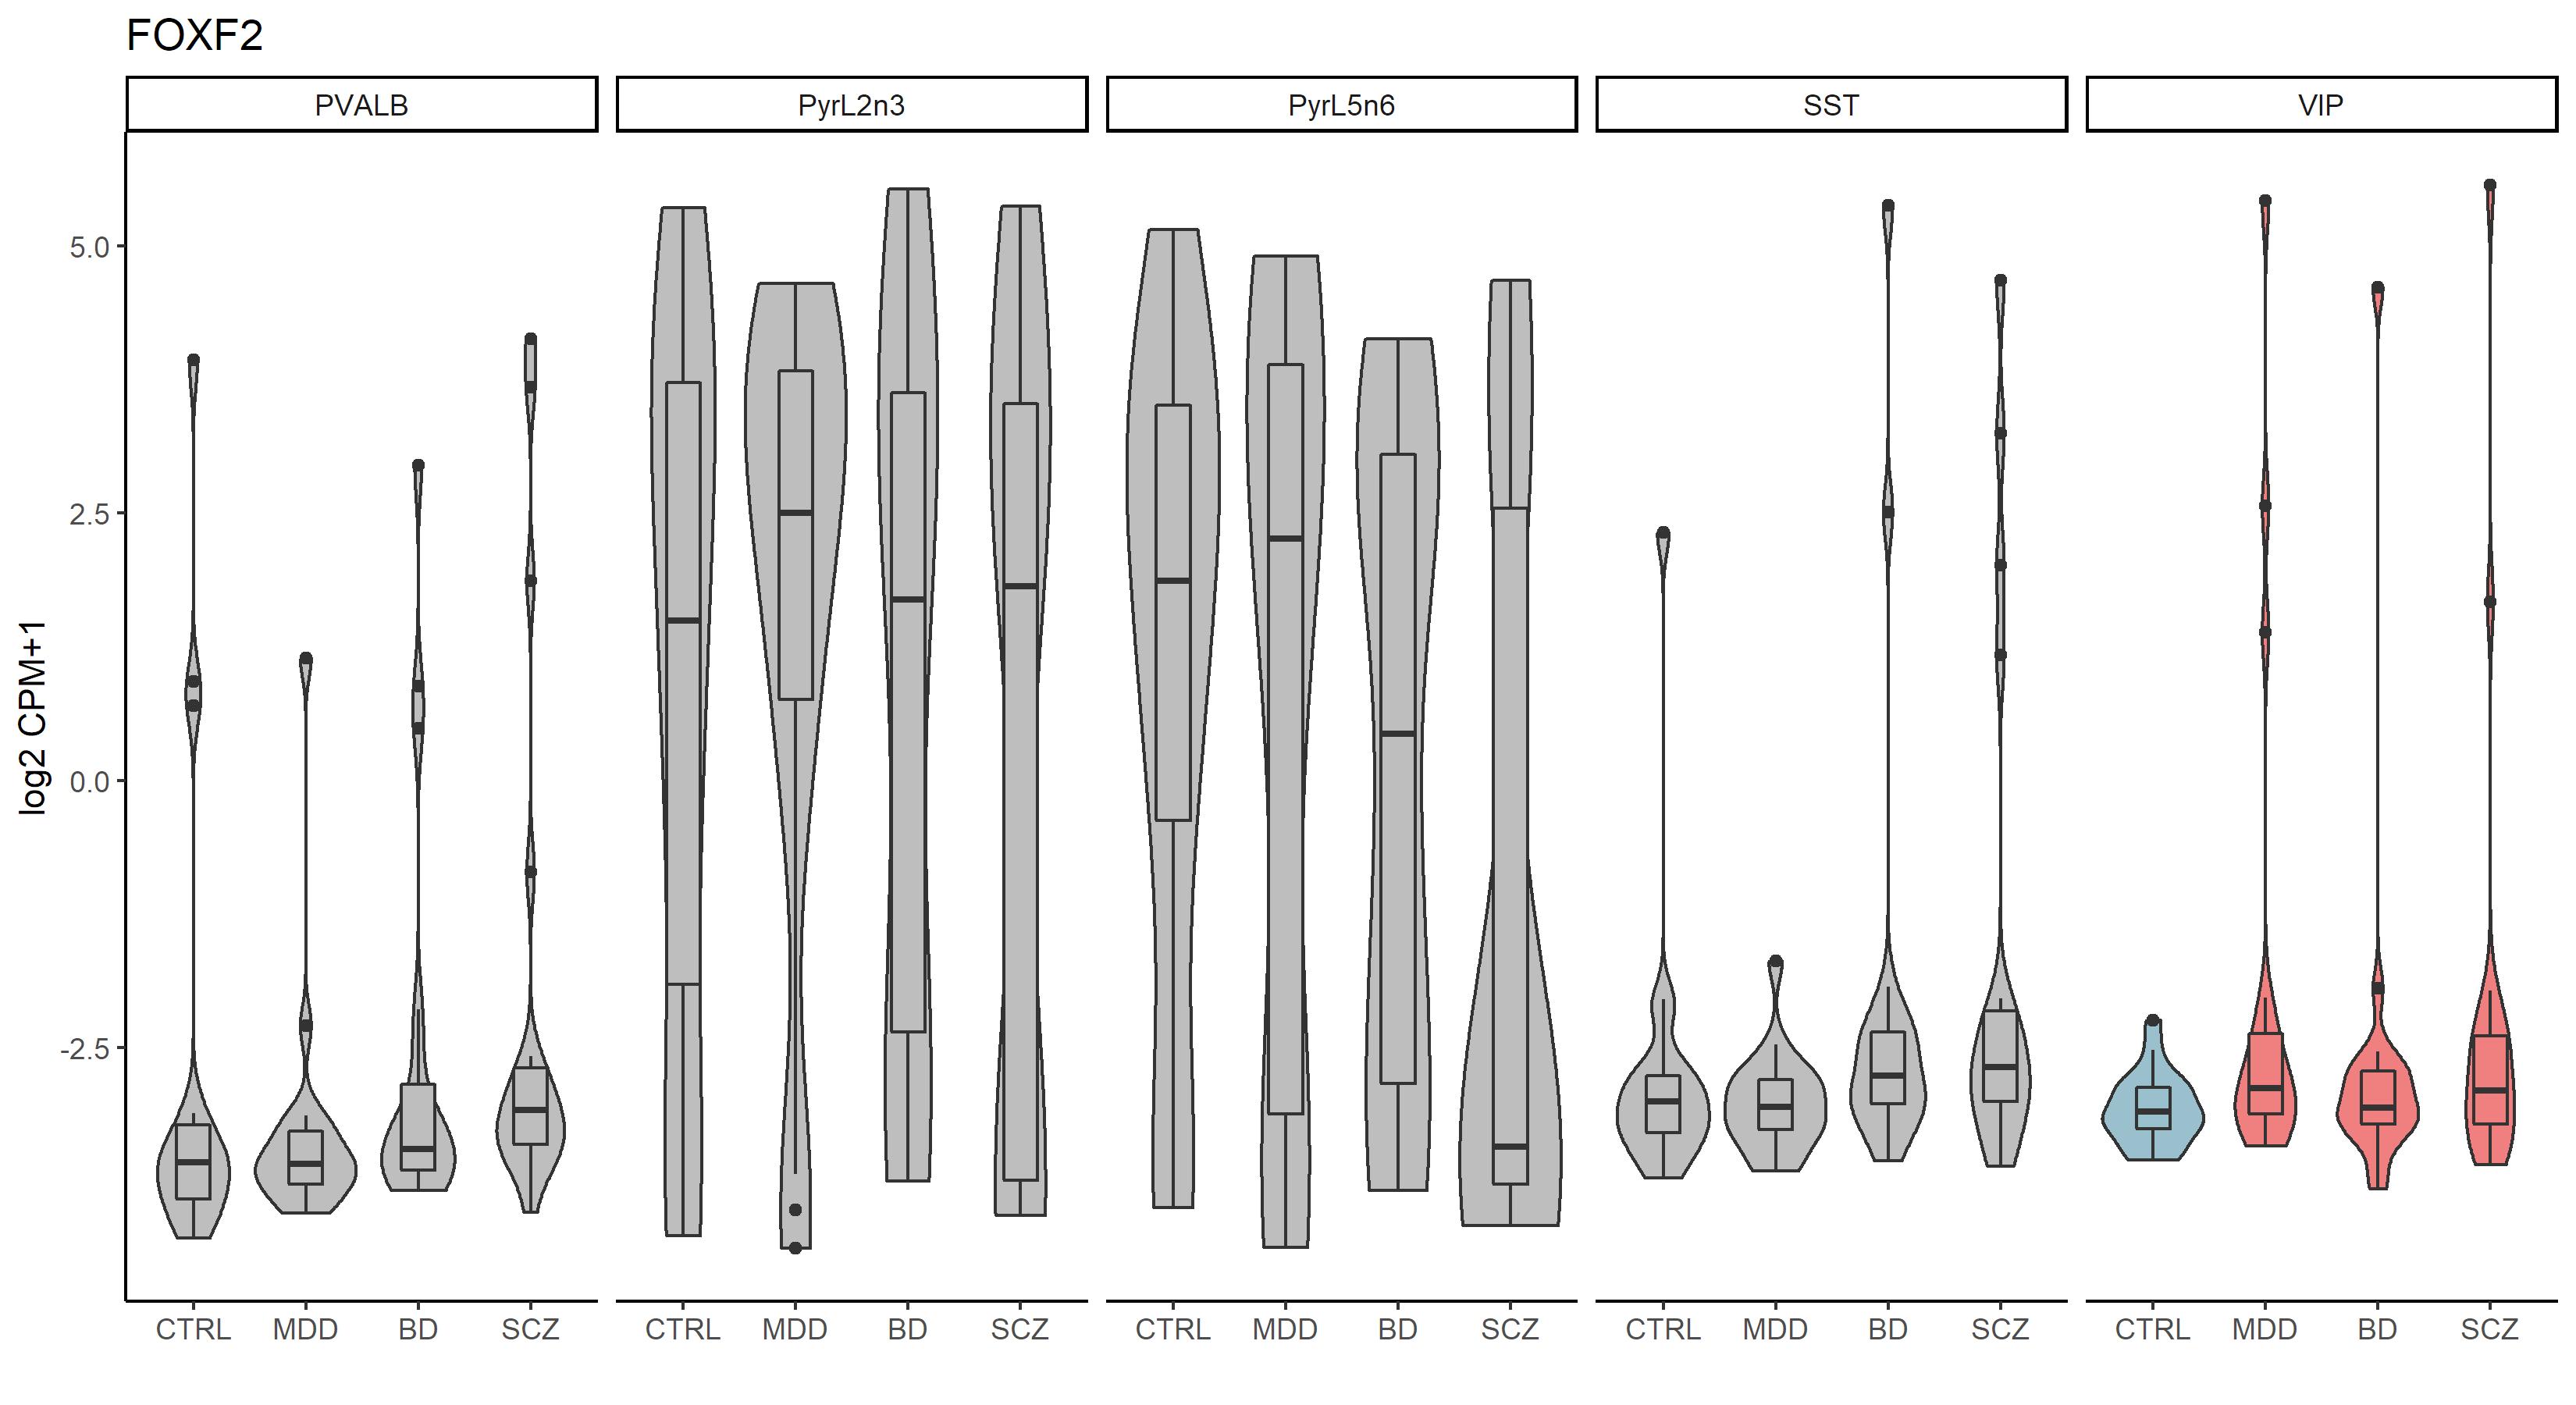 FOXF2
PVALB PyrL2n3 PyrL5n6 SST VIP
log2 CPM+1
5.0
2.5
0.0
-2.5
CTRL MDD BD SCZ CTRL MDD BD SCZ CTRL MDD BD SCZ CTRL MDD BD SCZ CTRL MDD BD SCZ